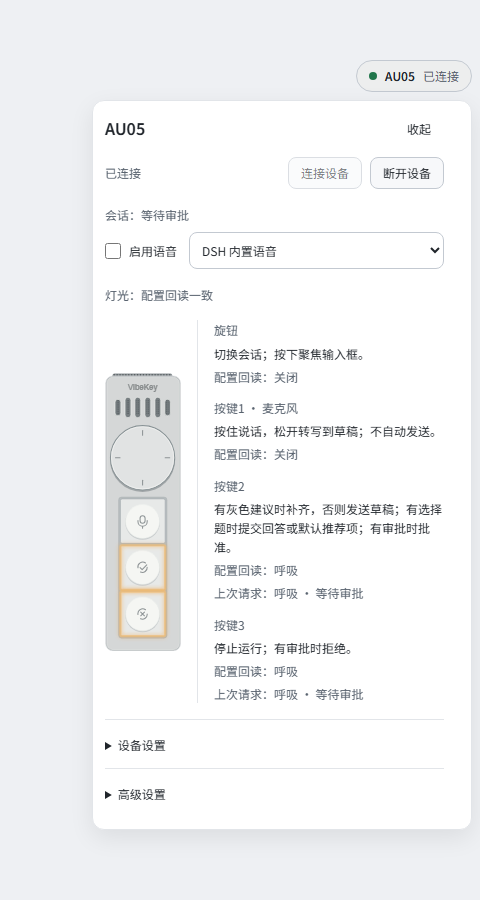 AU05 已连接
AU05
收起
已连接
连接设备
断开设备
会话：等待审批
启用语音
DSH 内置语音
灯光：配置回读一致
VibeKey
旋钮
切换会话；按下聚焦输入框。
配置回读：关闭
按键1 · 麦克风
按住说话，松开转写到草稿；不自动发送。
配置回读：关闭
按键2
有灰色建议时补齐，否则发送草稿；有选择
题时提交回答或默认推荐项；有审批时批
准。
配置回读：呼吸
上次请求：呼吸 · 等待审批
按键3
停止运行；有审批时拒绝。
配置回读：呼吸
上次请求：呼吸 · 等待审批
设备设置
高级设置